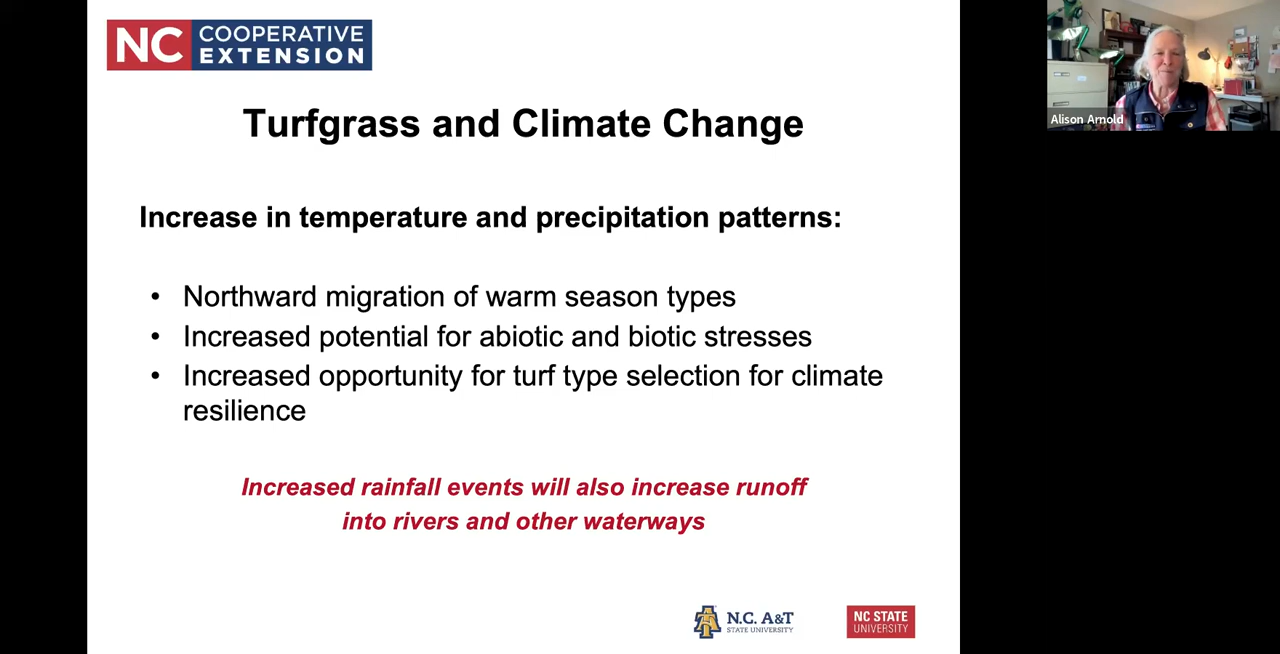 NC COOPERATIVE
EXTENSION
Alison Arnold
Turfgrass and Climate Change
Increase in temperature and precipitation patterns:
• Northward migration of warm season types
• Increased potential for abiotic and biotic stresses
• Increased opportunity for turf type selection for climate
resilience
Increased rainfall events will also increase runoff
into rivers and other waterways
N.C. A&T
STATE UNIVERSITY
NC STATE
UNIVERSITY